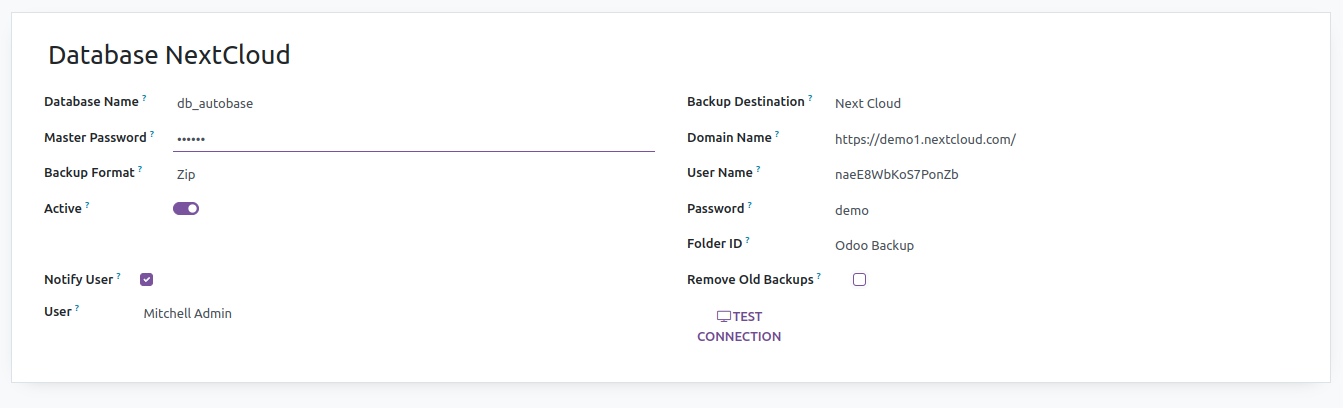 Database NextCloud
Database Name ? db_autobase
Master Password ? ••••••
Backup Format ? Zip
Active ?
Notify User ?
User ? Mitchell Admin
Backup Destination ? Next Cloud
Domain Name ? https://demo1.nextcloud.com/
User Name ? naeE8WbKoS7PonZb
Password ? demo
Folder ID ? Odoo Backup
Remove Old Backups ?
TEST
CONNECTION